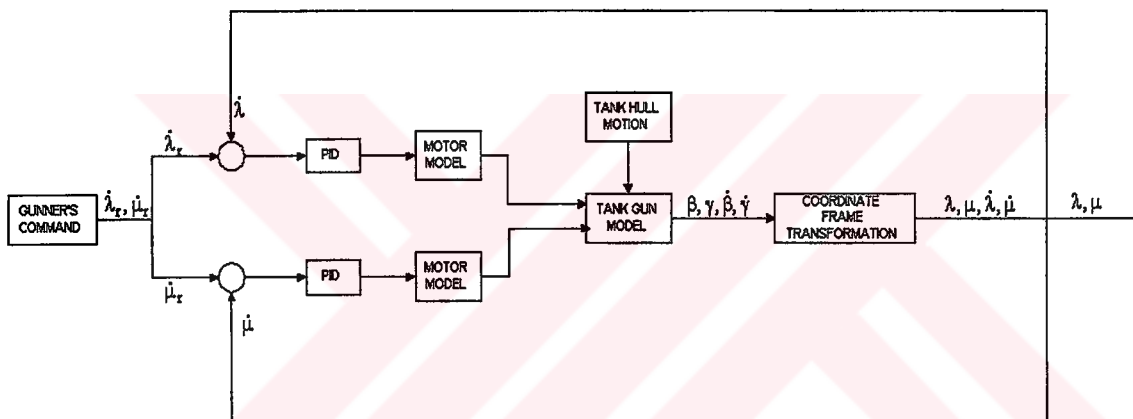 λ̇
TANK HULL
MOTION
λ̇r
PID
MOTOR
MODEL
GUNNER'S
COMMAND
λ̇r, μ̇r
TANK GUN
MODEL
β, γ, β̇, γ̇
COORDINATE
FRAME
TRANSFORMATION
λ, μ, λ̇, μ̇
λ, μ
μ̇r
PID
MOTOR
MODEL
μ̇